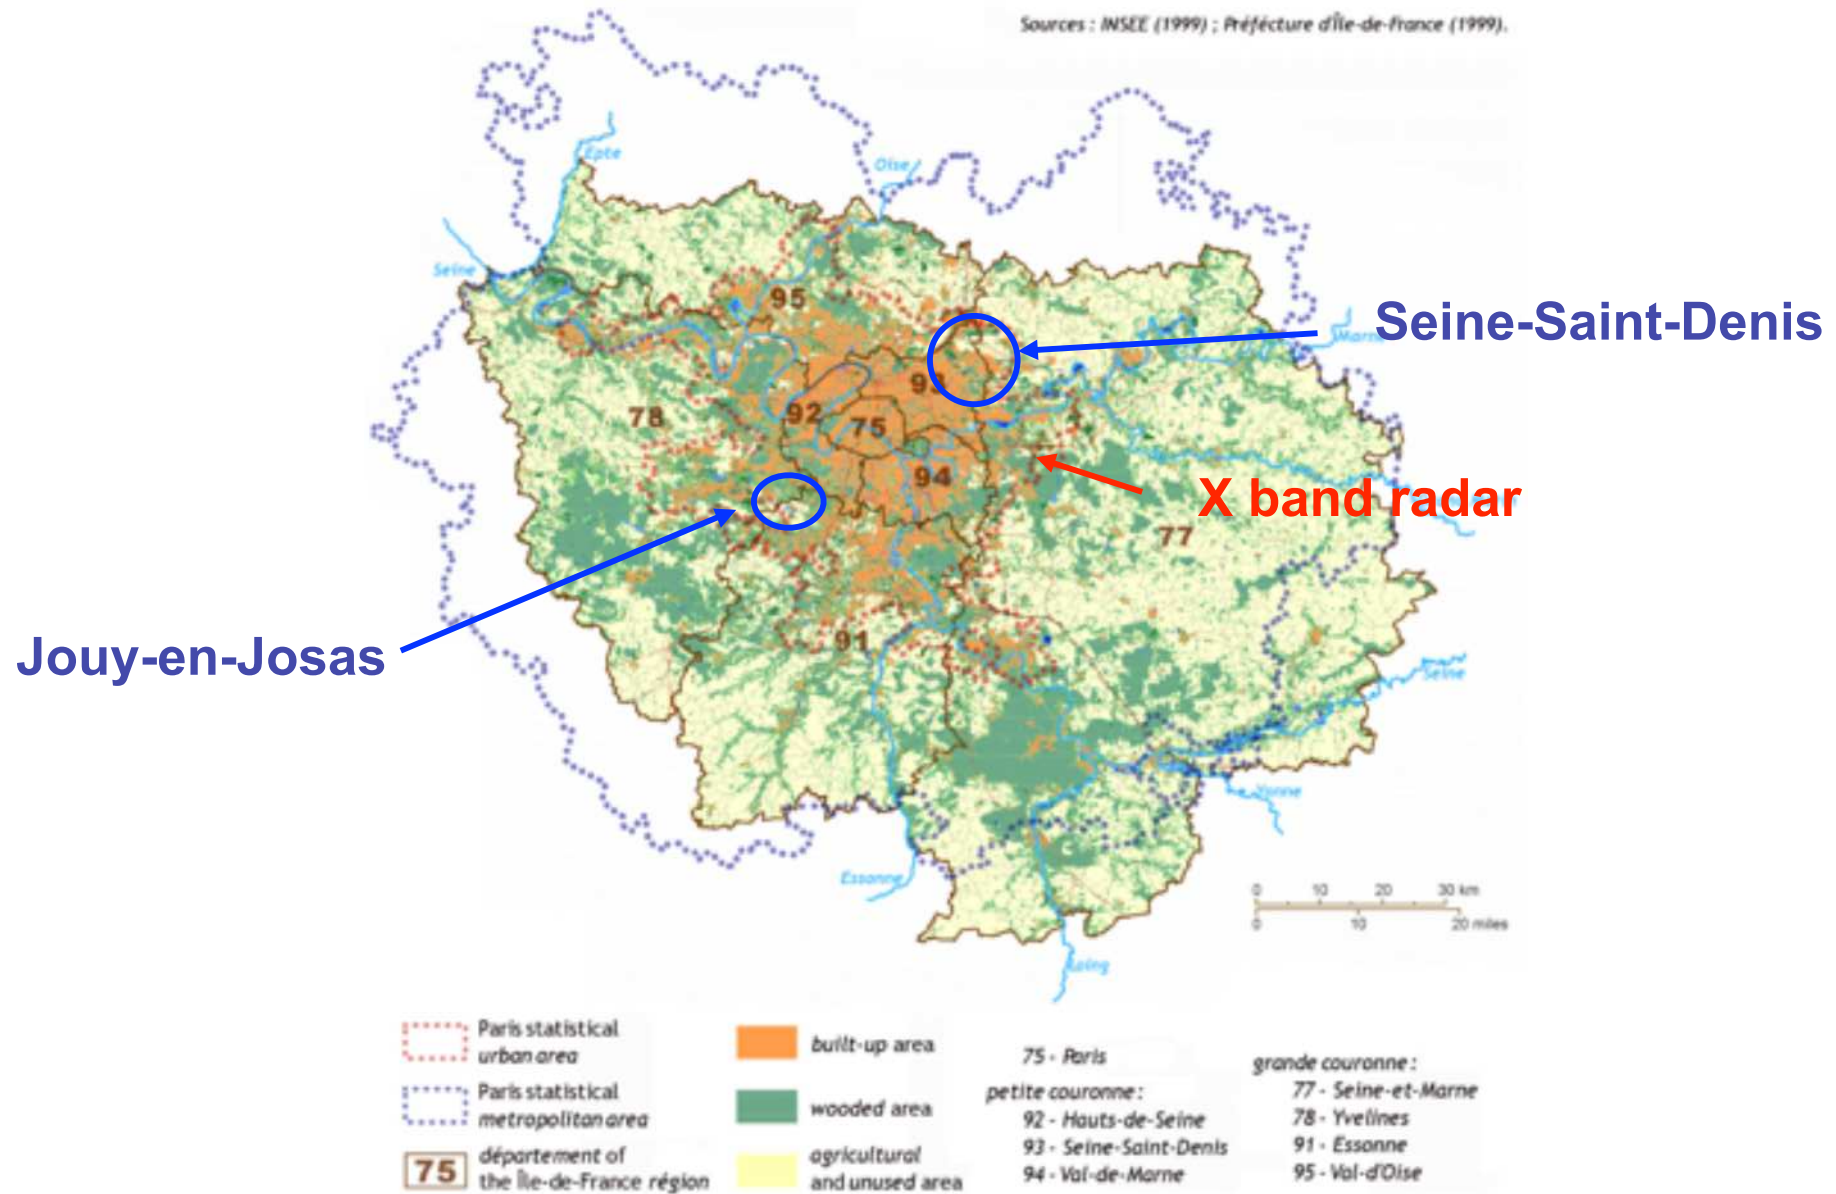 Sources : INSEE (1999) ; Préfécture d'Île-de-France (1999).
Epte
Oise
Seine
95
Seine-Saint-Denis
Marne
93
78
92
75
94
X band radar
77
Jouy-en-Josas
91
Seine
Yonne
Essonne
Loing
0 10 20 30 km
0 10 20 miles
Paris statistical
urban area
Paris statistical
metropolitan area
75
département of
the Île-de-France région
built-up area
wooded area
agricultural
and unused area
75 - Paris
petite couronne :
92 - Hauts-de-Seine
93 - Seine-Saint-Denis
94 - Val-de-Marne
grande couronne :
77 - Seine-et-Marne
78 - Yvelines
91 - Essonne
95 - Val-d'Oise